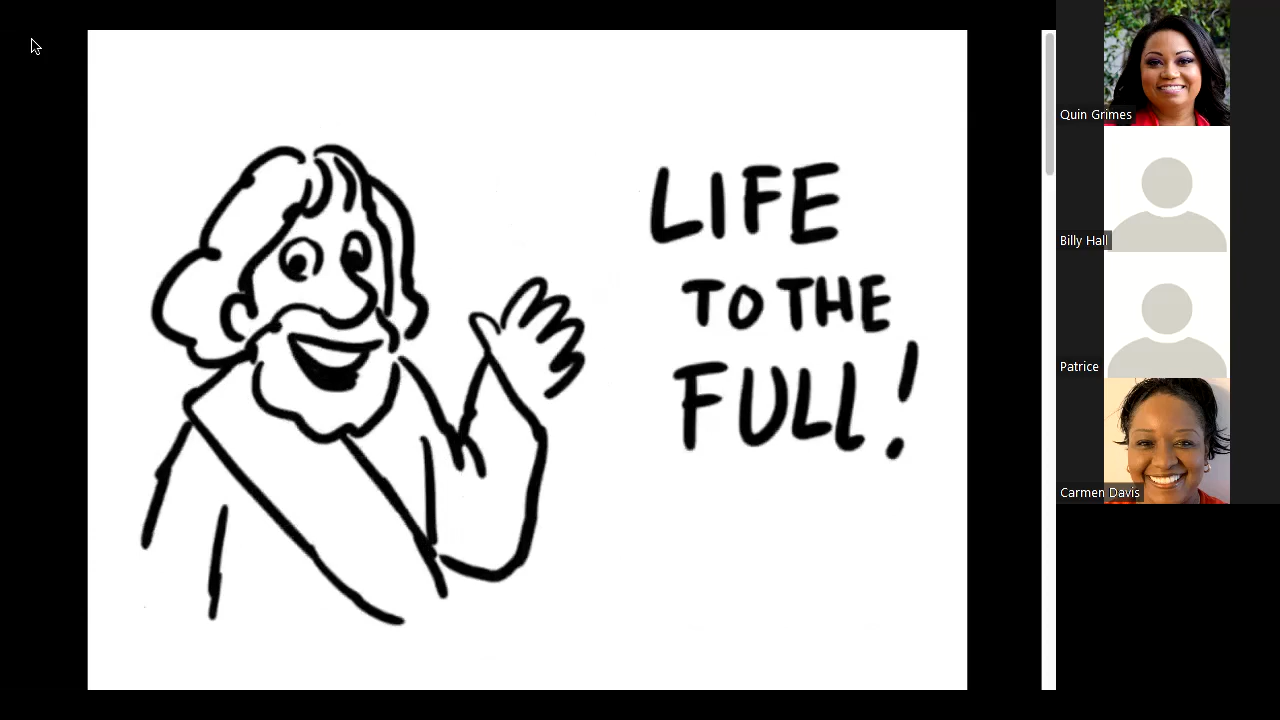 LIFE
TO THE
FULL!
Quin Grimes
Billy Hall
Patrice
Carmen Davis